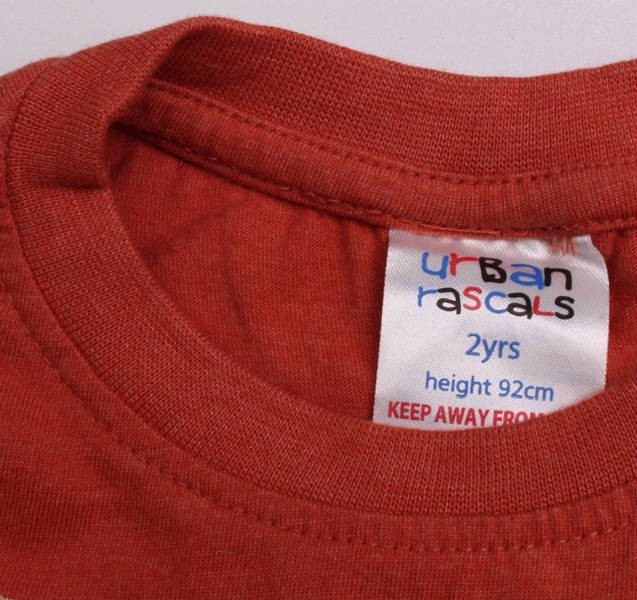 urBan
rascaLs
2yrs
height 92cm
KEEP AWAY FROM